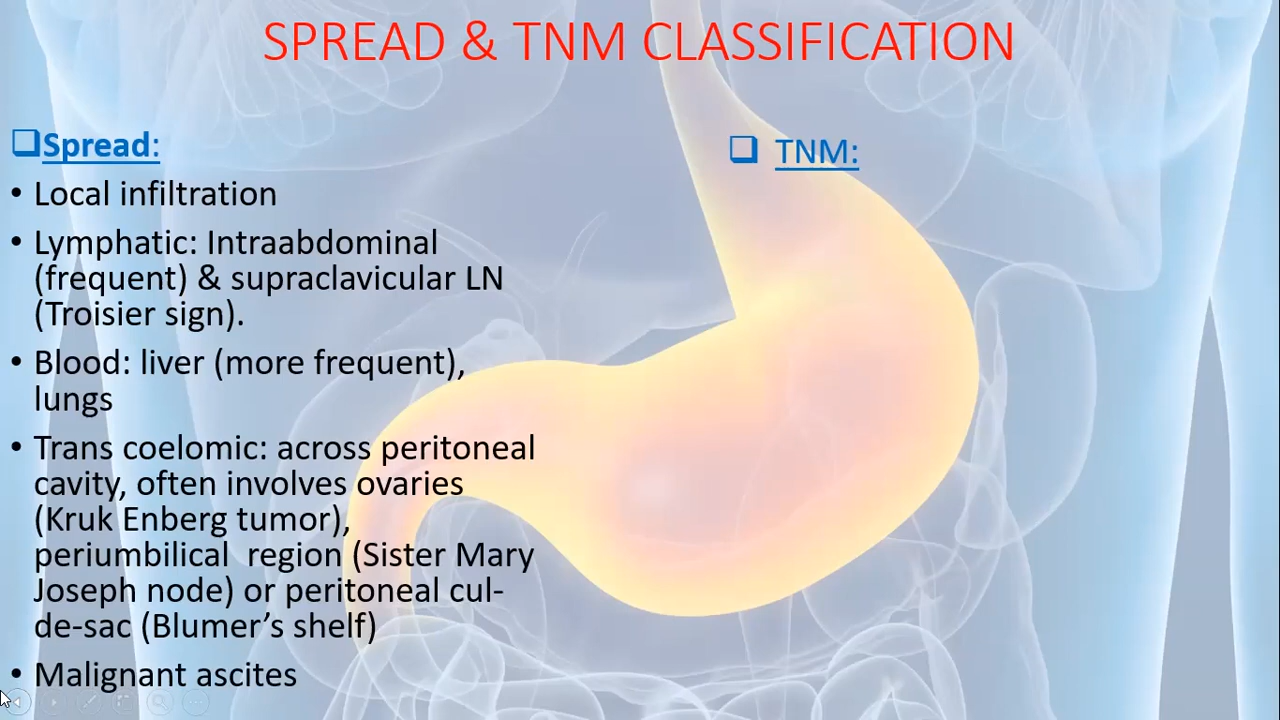 SPREAD & TNM CLASSIFICATION
❑Spread:
• Local infiltration
• Lymphatic: Intraabdominal
(frequent) & supraclavicular LN
(Troisier sign).
• Blood: liver (more frequent),
lungs
• Trans coelomic: across peritoneal
cavity, often involves ovaries
(Kruk Enberg tumor),
periumbilical region (Sister Mary
Joseph node) or peritoneal cul-
de-sac (Blumer’s shelf)
• Malignant ascites
❑ TNM: